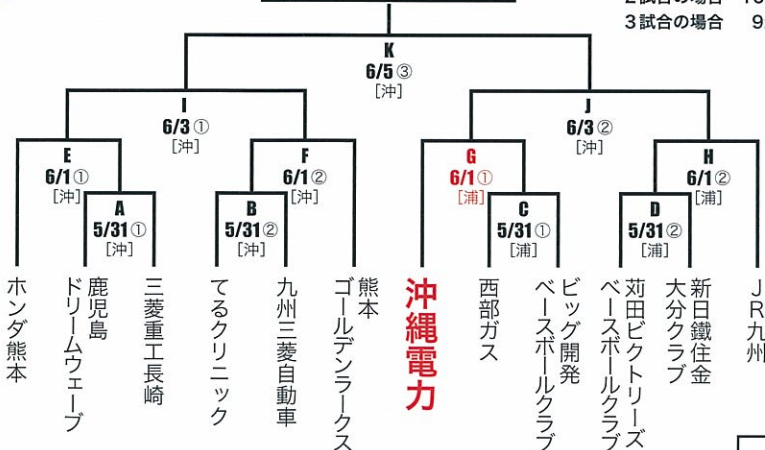 2試合の場合
3試合の場合 9
K
6/5③
[沖]
I
6/3①
[沖]
J
6/3②
[沖]
E
6/1①
[沖]
F
6/1②
[沖]
G
6/1①
[浦]
H
6/1②
[浦]
A
5/31①
[沖]
B
5/31②
[沖]
C
5/31①
[浦]
D
5/31②
[浦]
ホンダ熊本
鹿児島
ドリームウェーブ
三菱重工長崎
てるクリニック
九州三菱自動車
熊本
ゴールデンラークス
沖縄電力
西部ガス
ビッグ開発
ベースボールクラブ
苅田ビクトリーズ
ベースボールクラブ
新日鐵住金
大分クラブ
JR九州